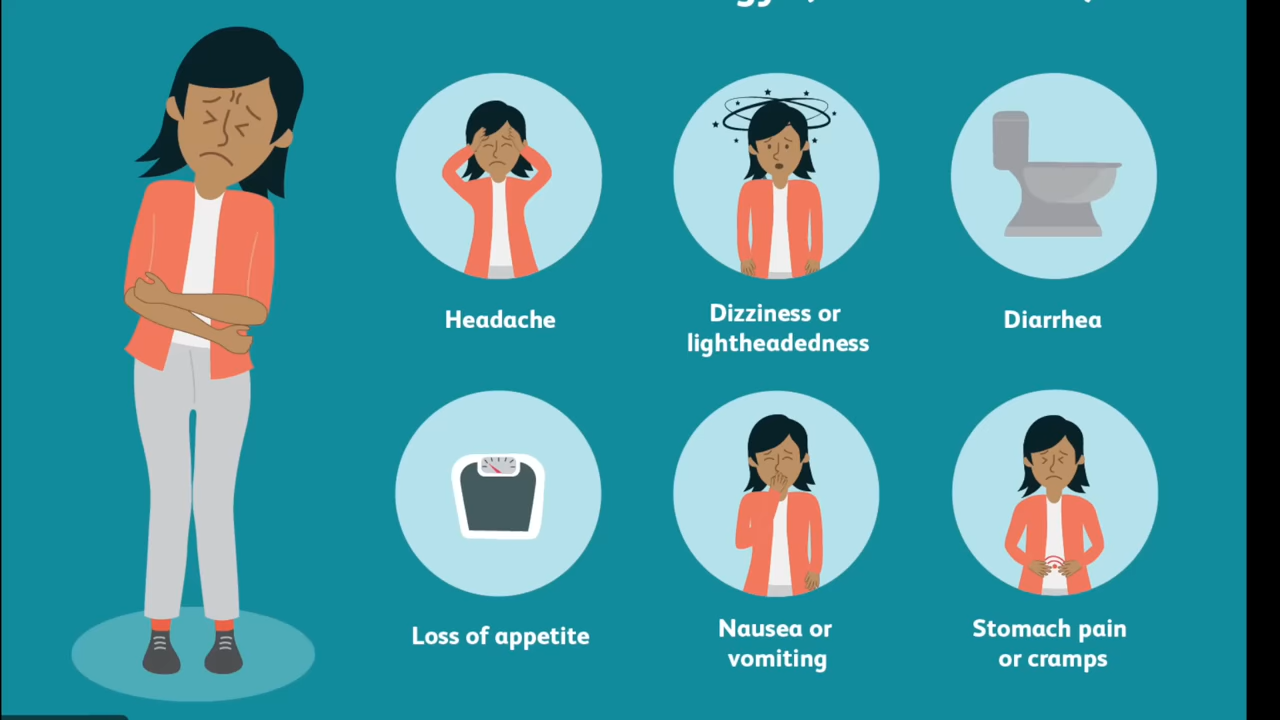 Headache
Dizziness or
lightheadedness
Diarrhea
Loss of appetite
Nausea or
vomiting
Stomach pain
or cramps